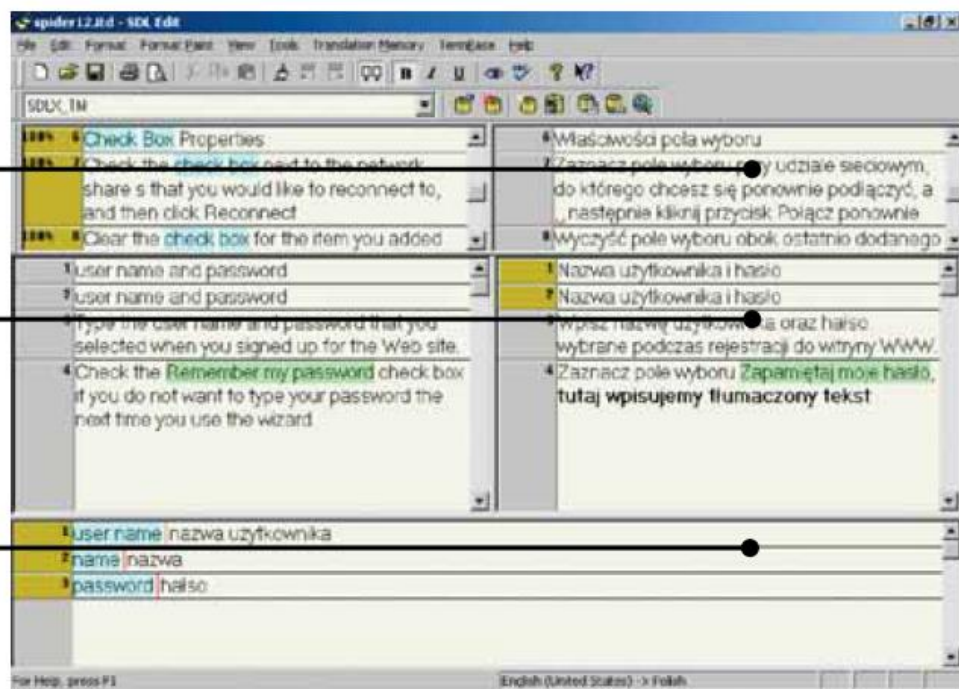 spider12.itd - SDL Edit
File Edit Format Format Paint View Tools Translation Memory TermBase Help
B I U
SDLX_TM
100% 6 Check Box Properties
100% 7 Check the check box next to the network
share s that you would like to reconnect to,
and then click Reconnect
100% 8 Clear the check box for the item you added
6 Właściwości pola wyboru
7 Zaznacz pole wyboru przy udziale sieciowym,
do którego chcesz się ponownie podłączyć, a
następnie kliknij przycisk Połącz ponownie
8 Wyczyść pole wyboru obok ostatnio dodanego
1 user name and password
2 user name and password
3 Type the user name and password that you
selected when you signed up for the Web site.
4 Check the Remember my password check box
if you do not want to type your password the
next time you use the wizard
1 Nazwa użytkownika i hasło
2 Nazwa użytkownika i hasło
3 Wpisz nazwę użytkownika oraz hałso
wybrane podczas rejestracji do witryny WWW.
4 Zaznacz pole wyboru Zapamiętaj moje hasło,
tutaj wpisujemy tłumaczony tekst
1 user name nazwa użytkownika
2 name nazwa
3 password hałso
For Help, press F1
English (United States) -> Polish